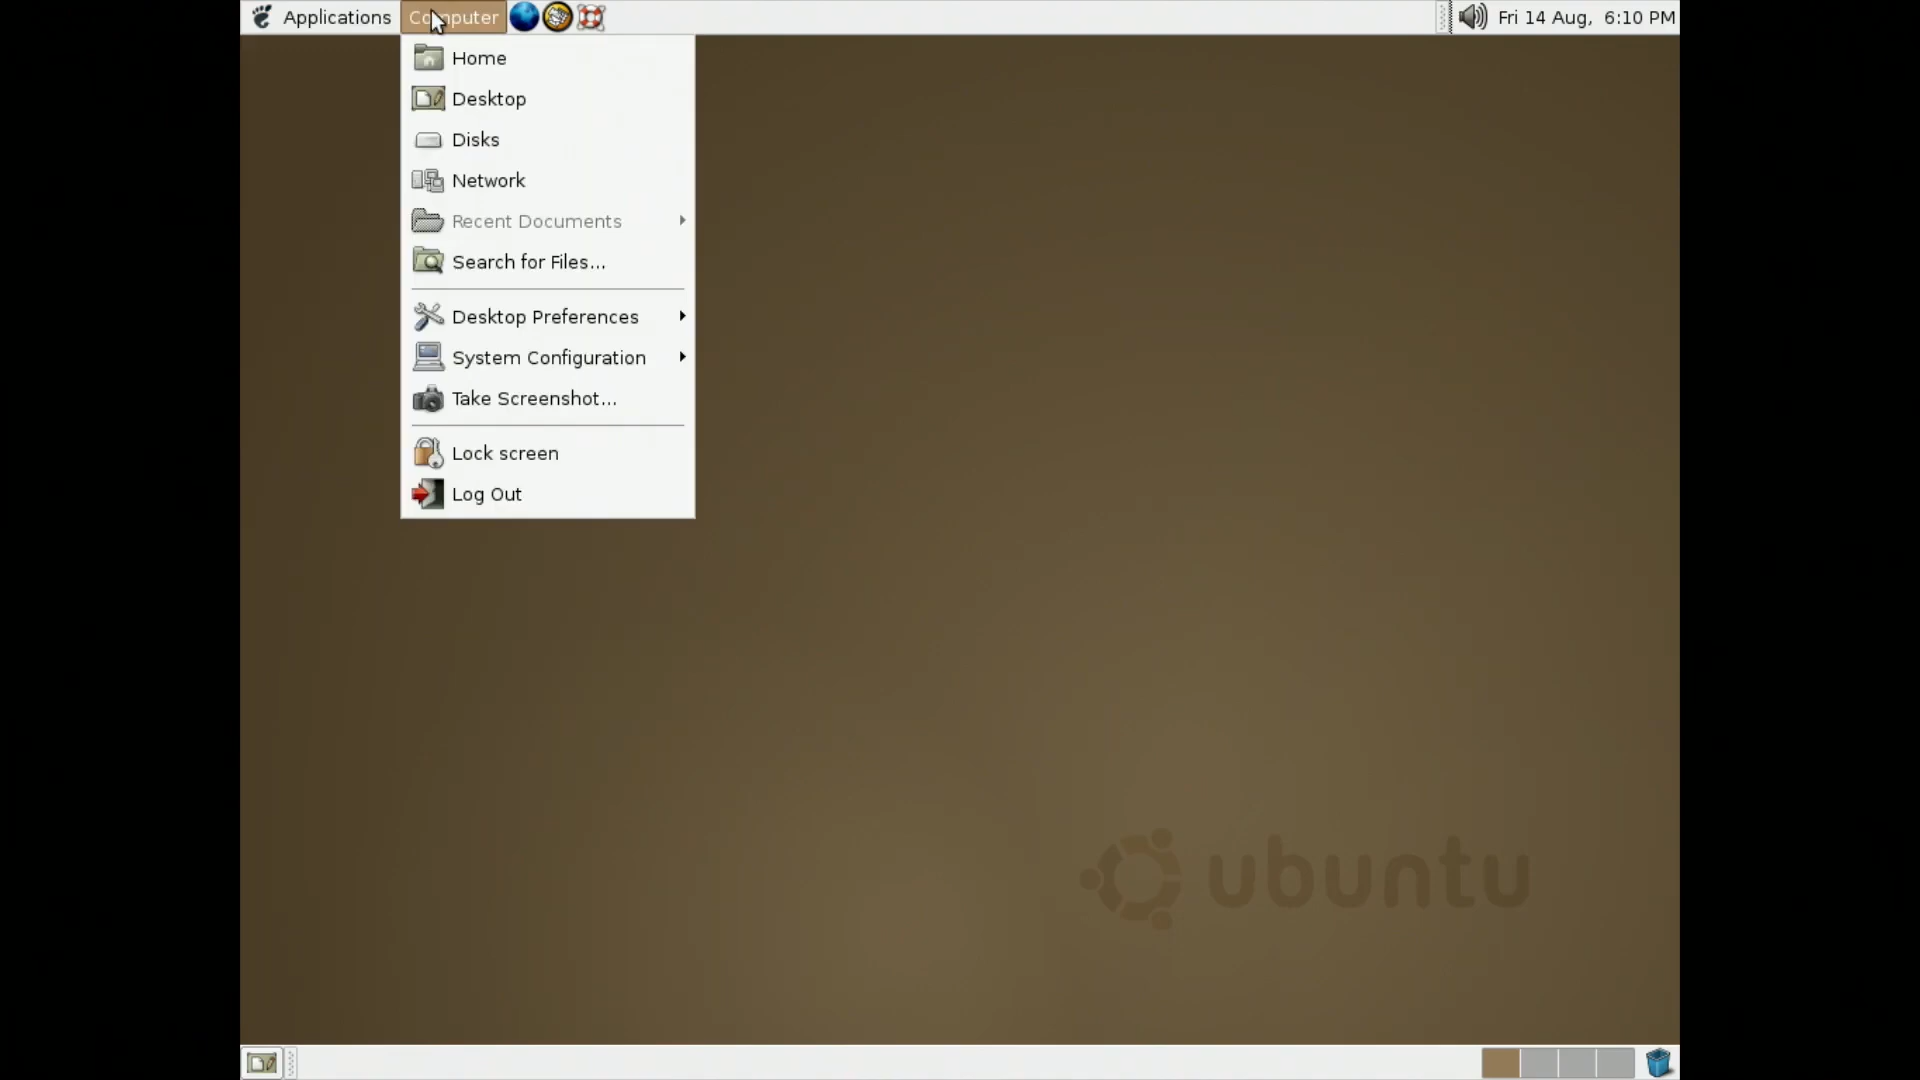 Applications Computer Fri 14 Aug, 6:10 PM
Home
Desktop
Disks
Network
Recent Documents
Search for Files...
Desktop Preferences
System Configuration
Take Screenshot...
Lock screen
Log Out
ubuntu